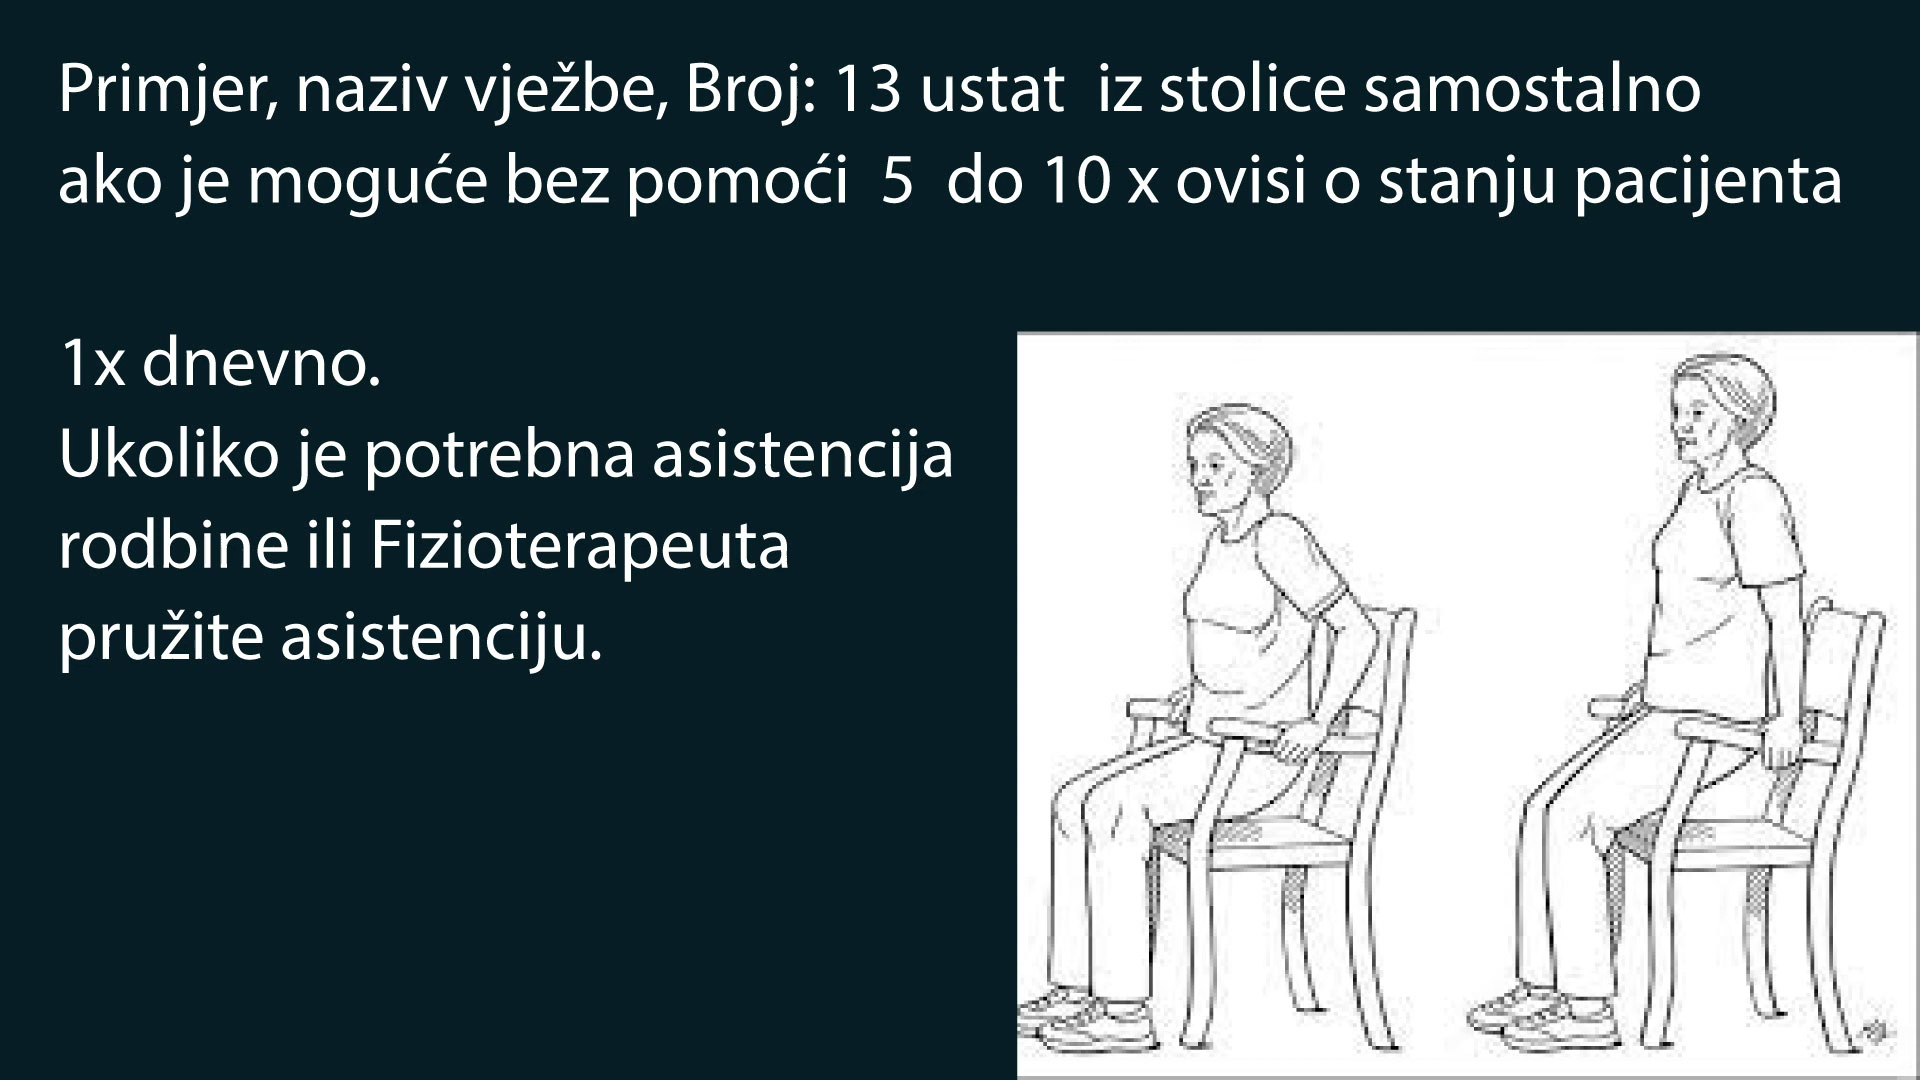 Primjer, naziv vježbe, Broj: 13 ustat  iz stolice samostalno
ako je moguće bez pomoći  5  do 10 x ovisi o stanju pacijenta
1x dnevno.
Ukoliko je potrebna asistencija
rodbine ili Fizioterapeuta
pružite asistenciju.